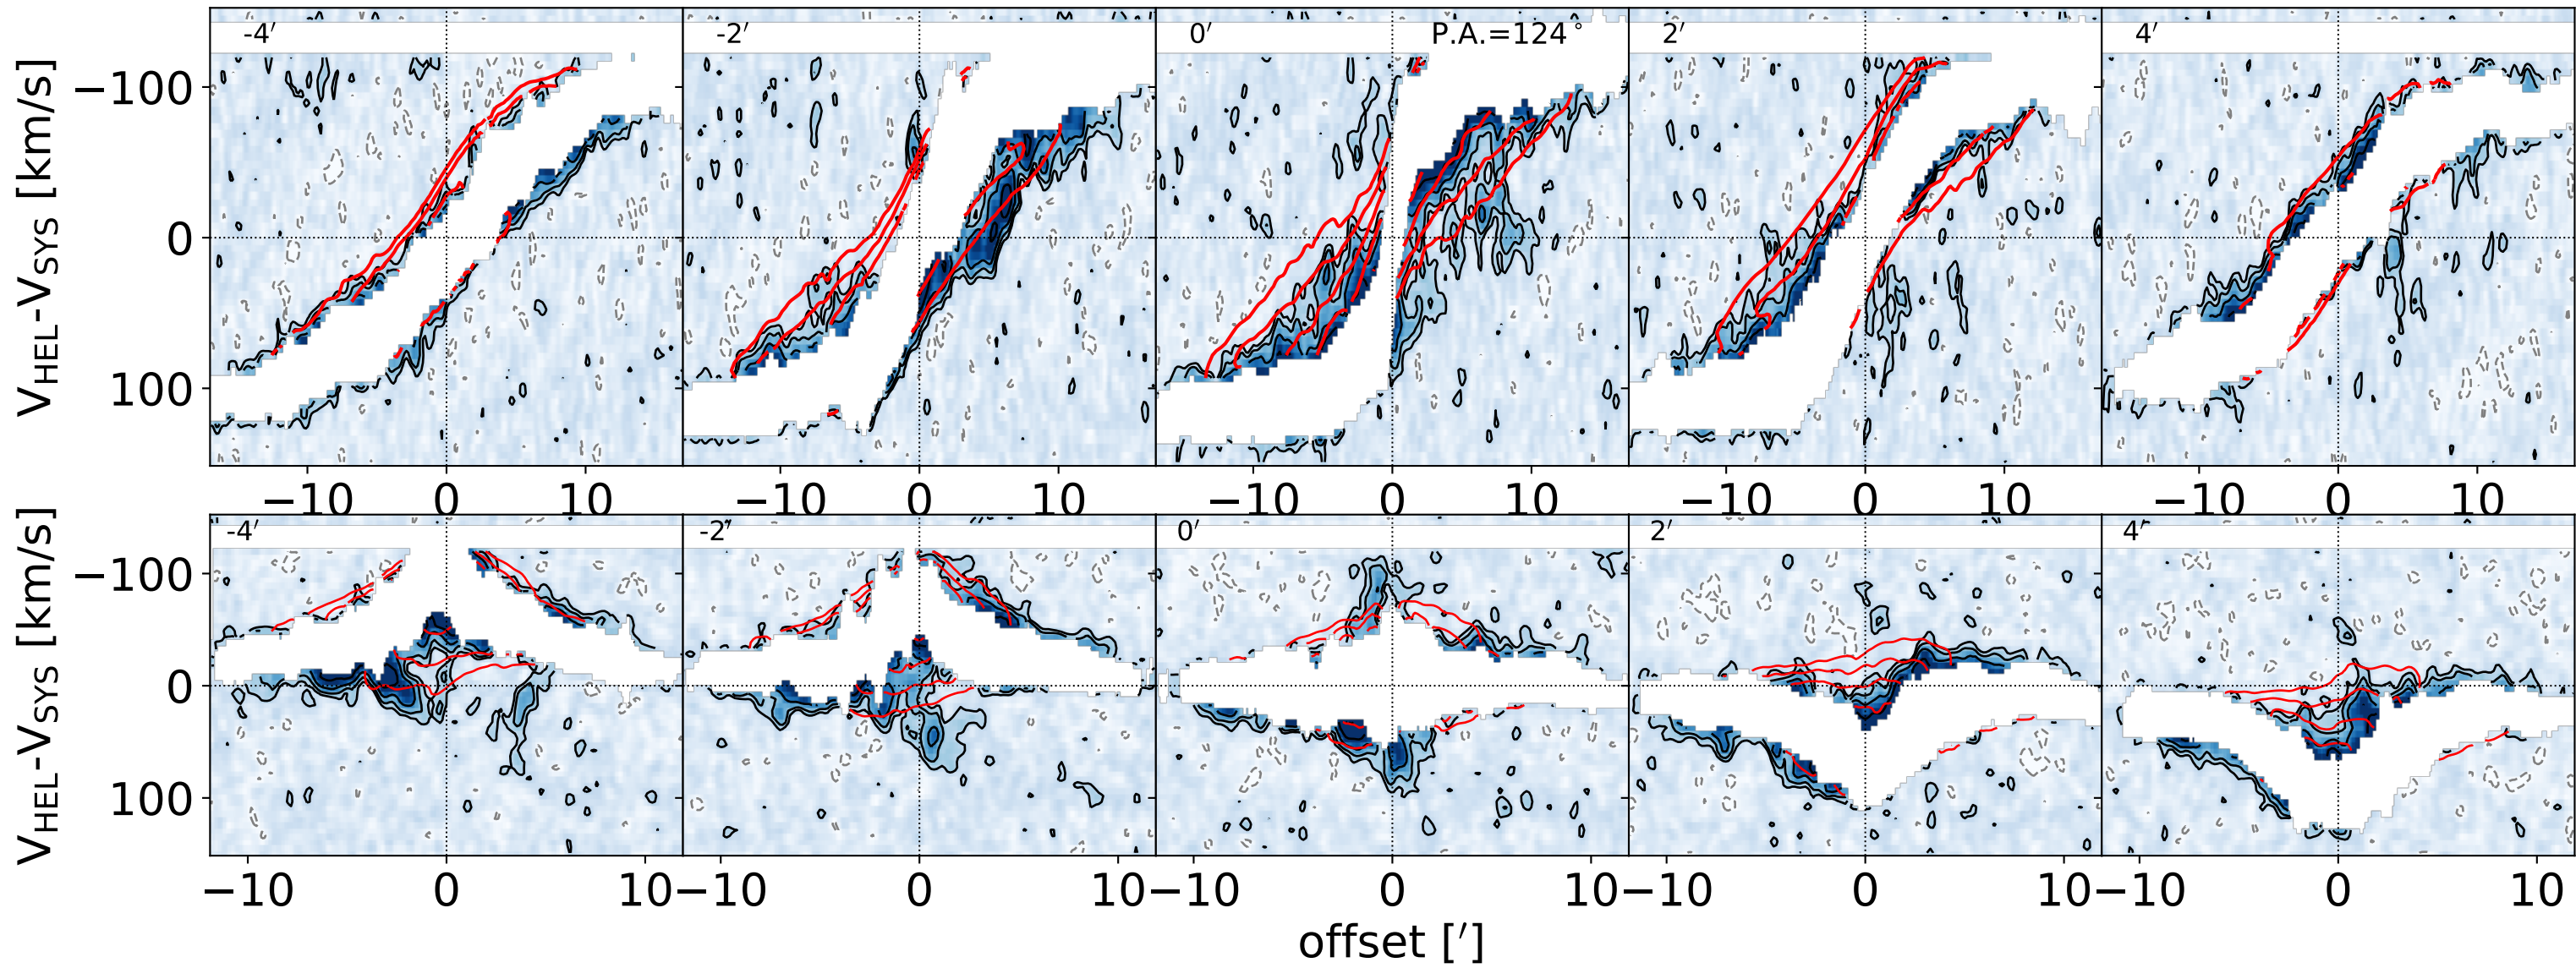 -4′ -2′ 0′ P.A.=124° 2′ 4′
V_HEL-V_SYS [km/s]
−100
0
100
−10 0 10 −10 0 10 −10 0 10 −10 0 10 −10 0 10
-4′ -2′ 0′ 2′ 4′
V_HEL-V_SYS [km/s]
−100
0
100
−10 0 10 −10 0 10 −10 0 10 −10 0 10 −10 0 10
offset [′]